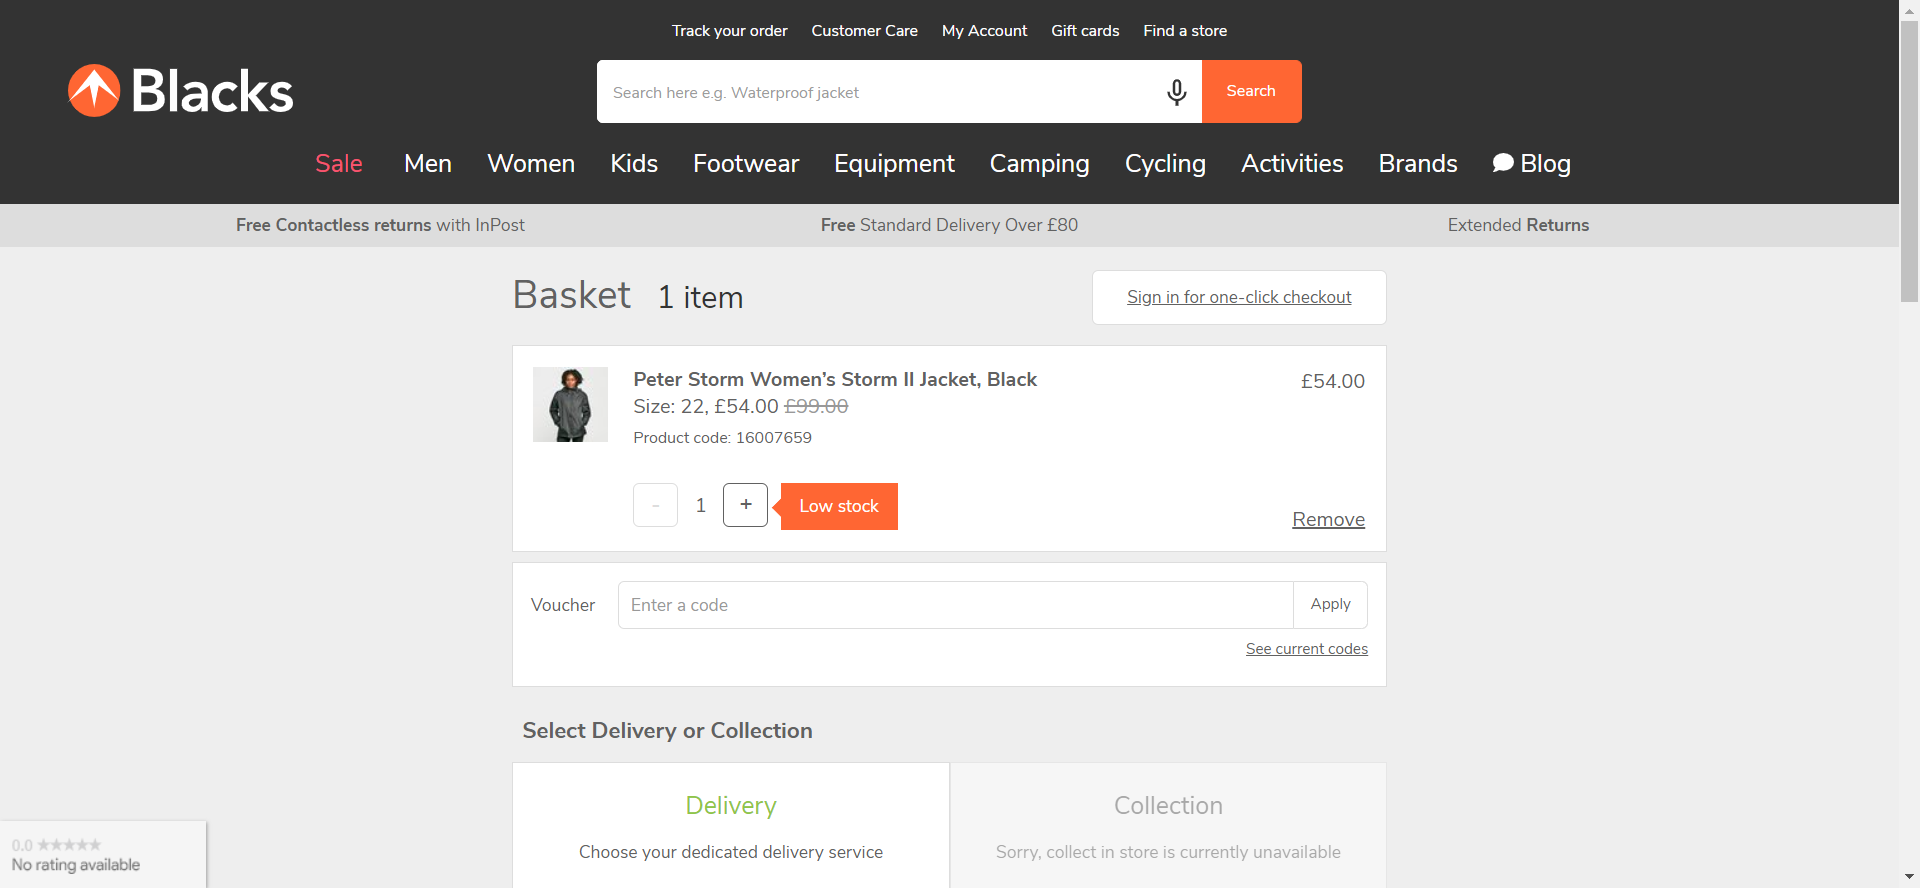 Track your order Customer Care My Account Gift cards Find a store
Blacks
Search here e.g. Waterproof jacket Search
Sale Men Women Kids Footwear Equipment Camping Cycling Activities Brands Blog
Free Contactless returns with InPost Free Standard Delivery Over £80 Extended Returns
Basket 1 item Sign in for one-click checkout
Peter Storm Women’s Storm II Jacket, Black £54.00
Size: 22, £54.00 £99.00
Product code: 16007659
- 1 + Low stock
Remove
Voucher Enter a code Apply
See current codes
Select Delivery or Collection
Delivery Collection
Choose your dedicated delivery service Sorry, collect in store is currently unavailable
0.0 ★★★★★
No rating available